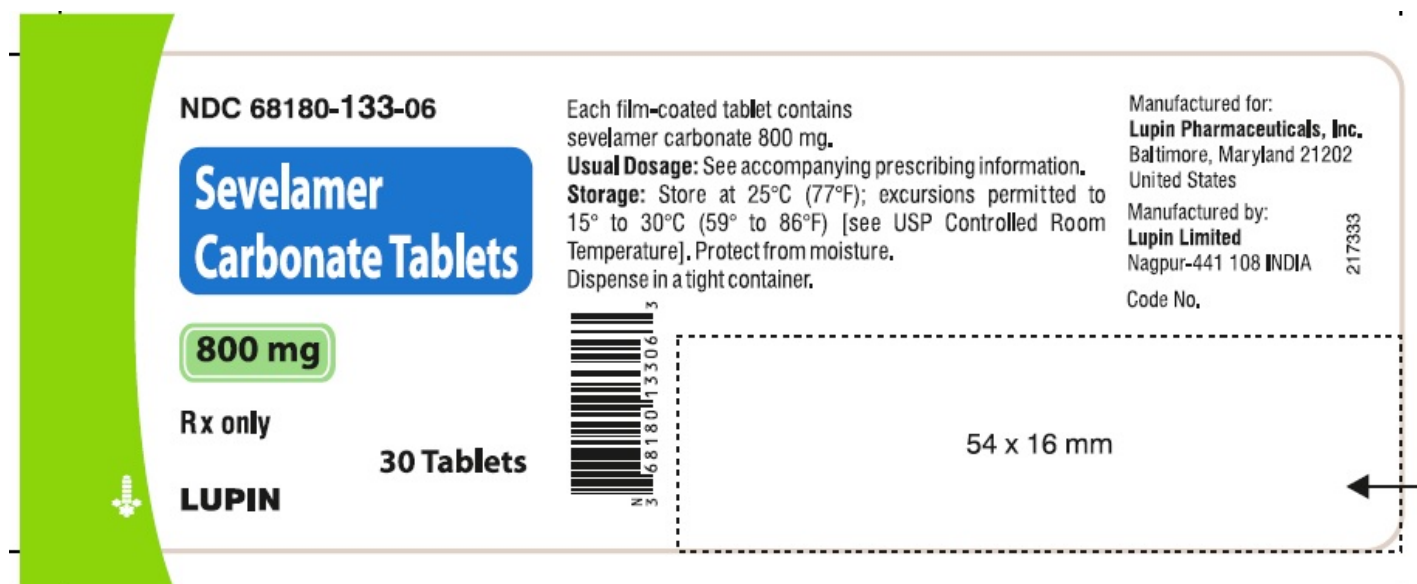 NDC 68180-133-06
Sevelamer
Carbonate Tablets
800 mg
Rx only
30 Tablets
LUPIN
Each film-coated tablet contains
sevelamer carbonate 800 mg.
Usual Dosage: See accompanying prescribing information.
Storage: Store at 25°C (77°F); excursions permitted to
15° to 30°C (59° to 86°F) [see USP Controlled Room
Temperature]. Protect from moisture.
Dispense in a tight container.
N
3 68180 13306 3
Manufactured for:
Lupin Pharmaceuticals, Inc.
Baltimore, Maryland 21202
United States
Manufactured by:
Lupin Limited
Nagpur-441 108 INDIA
Code No.
217333
54 x 16 mm